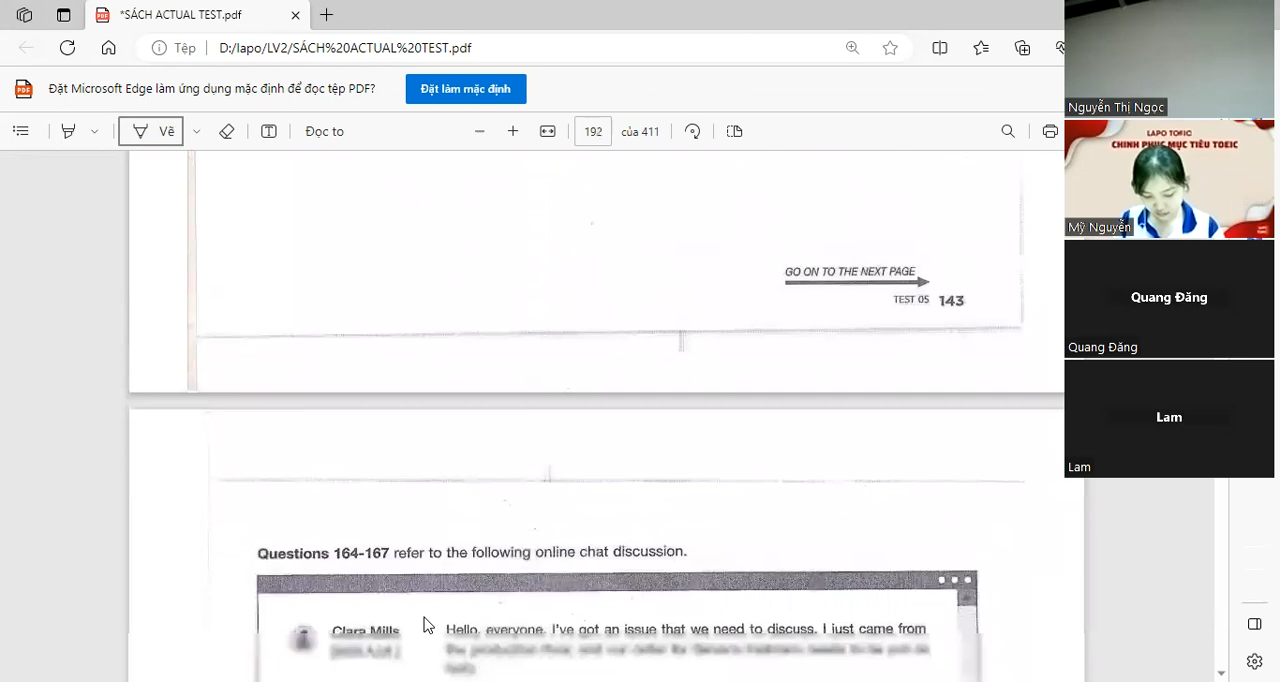 *SÁCH ACTUAL TEST.pdf
Tệp
D:/lapo/LV2/SÁCH%20ACTUAL%20TEST.pdf
Đặt Microsoft Edge làm ứng dụng mặc định để đọc tệp PDF?
Đặt làm mặc định
Vẽ
Đọc to
192
của 411
GO ON TO THE NEXT PAGE
TEST 05 143
Questions 164-167 refer to the following online chat discussion.
Clara Mills
Hello, everyone. I've got an issue that we need to discuss. I just came from
Nguyễn Thị Ngọc
LAPO TOEIC
CHINH PHỤC MỤC TIÊU TOEIC
Mỹ Nguyễn
Quang Đăng
Quang Đăng
Lam
Lam